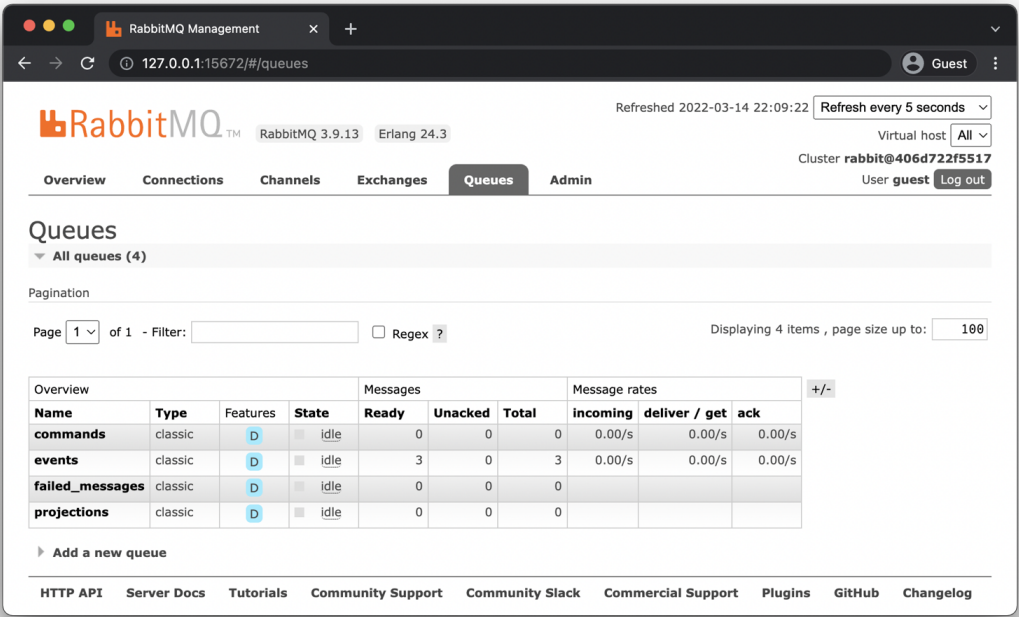 RabbitMQ Management
127.0.0.1:15672/#/queues
Guest
Refreshed 2022-03-14 22:09:22 Refresh every 5 seconds
RabbitMQ TM RabbitMQ 3.9.13 Erlang 24.3
Virtual host All
Cluster rabbit@406d722f5517
User guest Log out
Overview Connections Channels Exchanges Queues Admin
Queues
All queues (4)
Pagination
Page 1 of 1 - Filter: Regex ? Displaying 4 items , page size up to: 100
Overview Messages Message rates +/-
Name Type Features State Ready Unacked Total incoming deliver / get ack
commands classic D idle 0 0 0 0.00/s 0.00/s 0.00/s
events classic D idle 3 0 3 0.00/s 0.00/s 0.00/s
failed_messages classic D idle 0 0 0
projections classic D idle 0 0 0
Add a new queue
HTTP API Server Docs Tutorials Community Support Community Slack Commercial Support Plugins GitHub Changelog